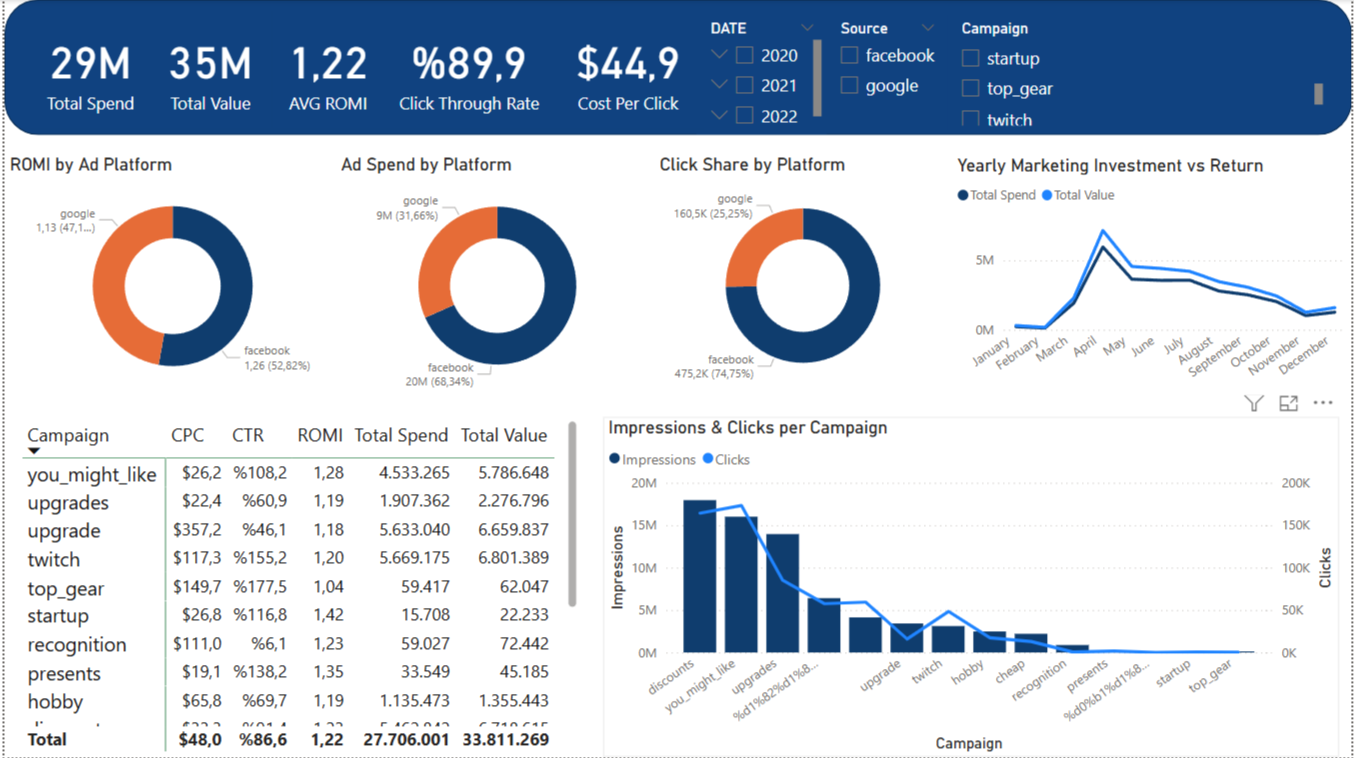 29M
Total Spend
35M
Total Value
1,22
AVG ROMI
%89,9
Click Through Rate
$44,9
Cost Per Click
DATE
2020
2021
2022
Source
facebook
google
Campaign
startup
top_gear
twitch
ROMI by Ad Platform
google
1,13 (47,1...)
facebook
1,26 (52,82%)
Ad Spend by Platform
google
9M (31,66%)
facebook
20M (68,34%)
Click Share by Platform
google
160,5K (25,25%)
facebook
475,2K (74,75%)
Yearly Marketing Investment vs Return
Total Spend Total Value
5M
0M
January February March April May June July August September October November December
Campaign CPC CTR ROMI Total Spend Total Value
you_might_like $26,2 %108,2 1,28 4.533.265 5.786.648
upgrades $22,4 %60,9 1,19 1.907.362 2.276.796
upgrade $357,2 %46,1 1,18 5.633.040 6.659.837
twitch $117,3 %155,2 1,20 5.669.175 6.801.389
top_gear $149,7 %177,5 1,04 59.417 62.047
startup $26,8 %116,8 1,42 15.708 22.233
recognition $111,0 %6,1 1,23 59.027 72.442
presents $19,1 %138,2 1,35 33.549 45.185
hobby $65,8 %69,7 1,19 1.135.473 1.355.443
Total $48,0 %86,6 1,22 27.706.001 33.811.269
Impressions & Clicks per Campaign
Impressions Clicks
20M 200K
15M 150K
10M 100K
5M 50K
0M 0K
Impressions
Clicks
discounts you_might_like upgrades %d1%82%d1%8... upgrade twitch hobby cheap recognition presents %d0%b1%d1%8... startup top_gear
Campaign